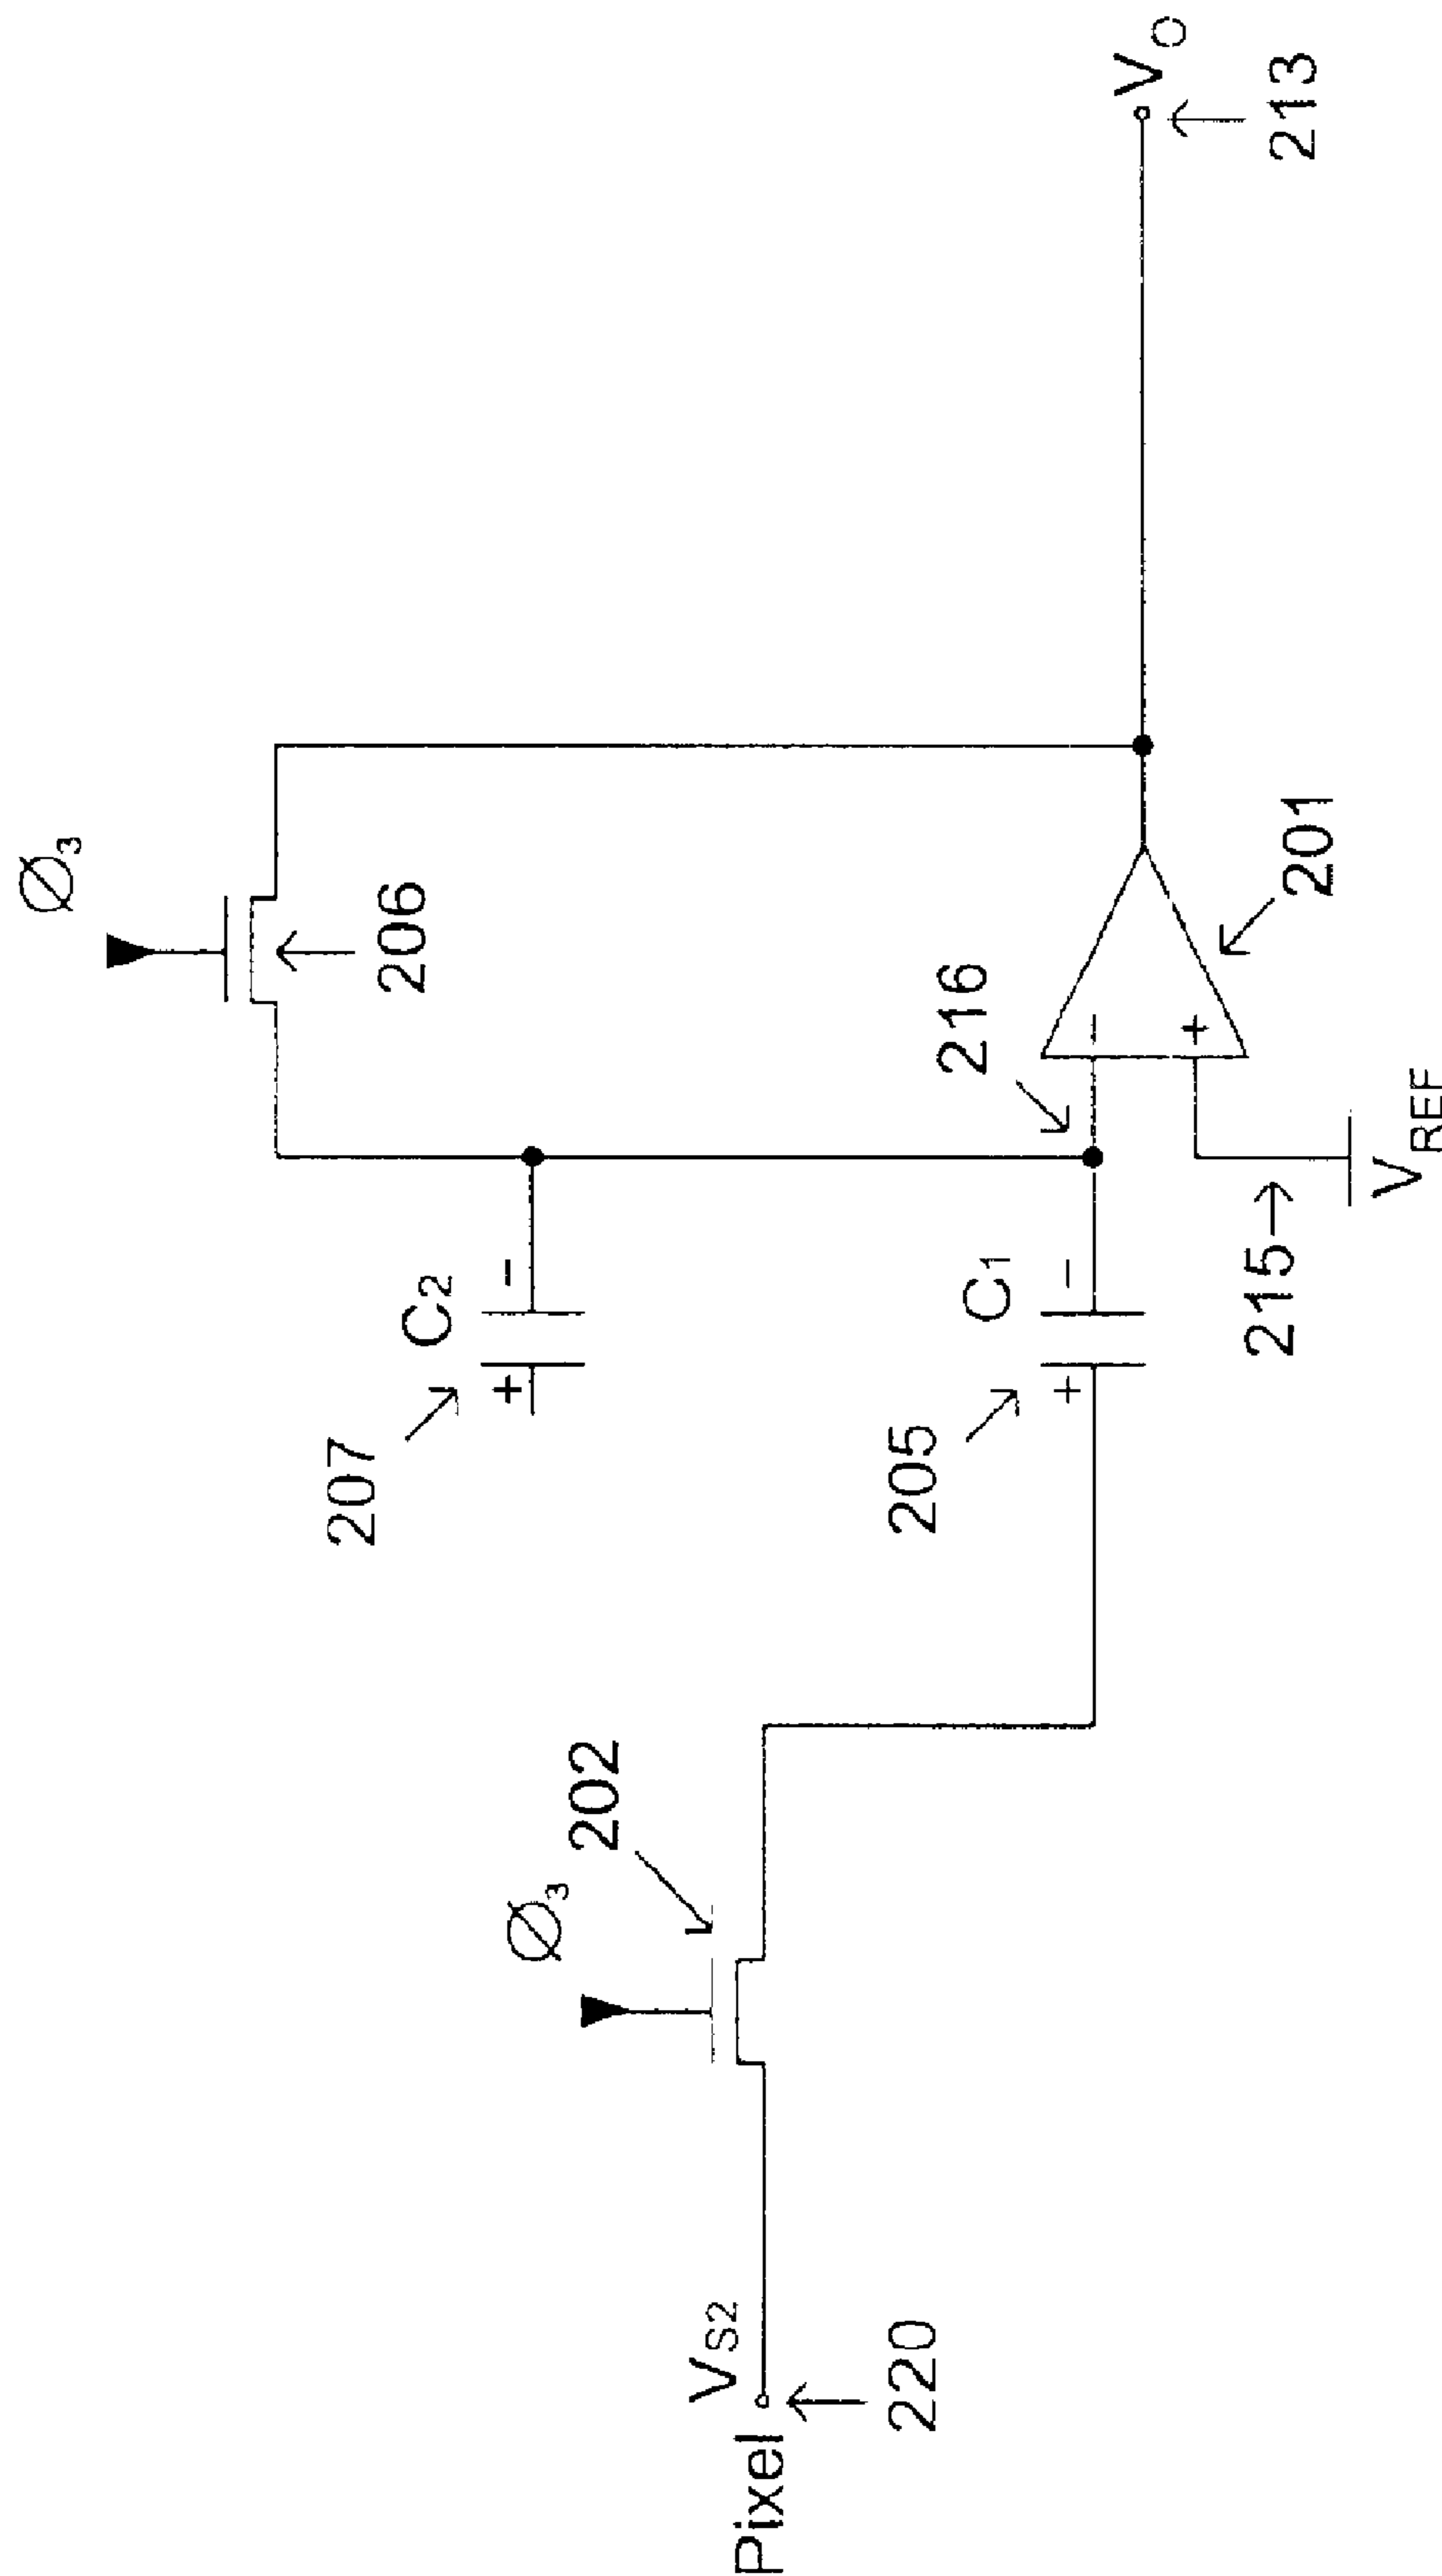 Ø₃
206
C₂
+ -
207
Ø₃
202
V_S2
Pixel
220
C₁
+ -
205
216
-
+
201
215
V_REF
V_O
213